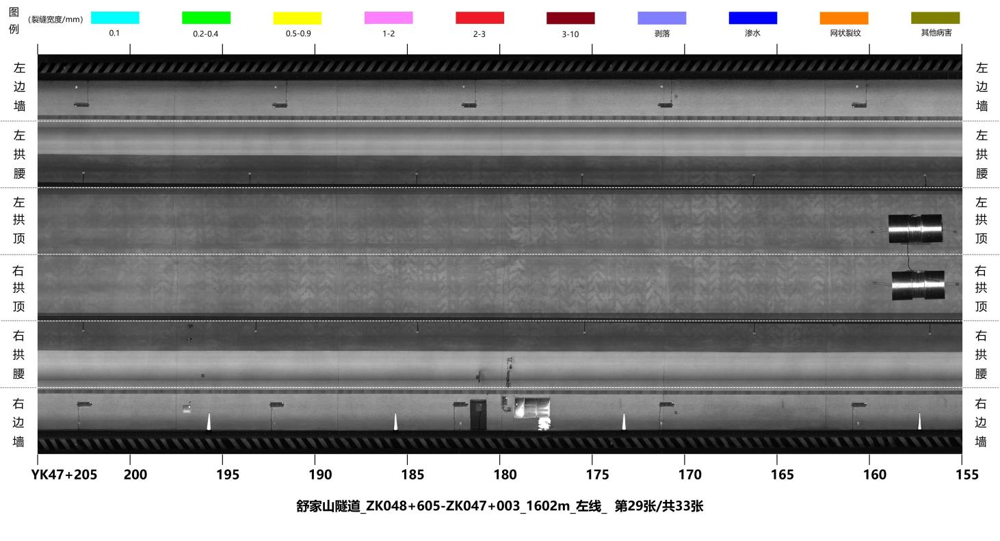 图例 (裂缝宽度/mm) 0.1 0.2-0.4 0.5-0.9 1-2 2-3 3-10 剥落 渗水 网状裂纹 其他病害
左边墙 左边墙
左拱腰 左拱腰
左拱顶 左拱顶
右拱顶 右拱顶
右拱腰 右拱腰
右边墙 右边墙
YK47+205 200 195 190 185 180 175 170 165 160 155
舒家山隧道_ZK048+605-ZK047+003_1602m_左线_ 第29张/共33张